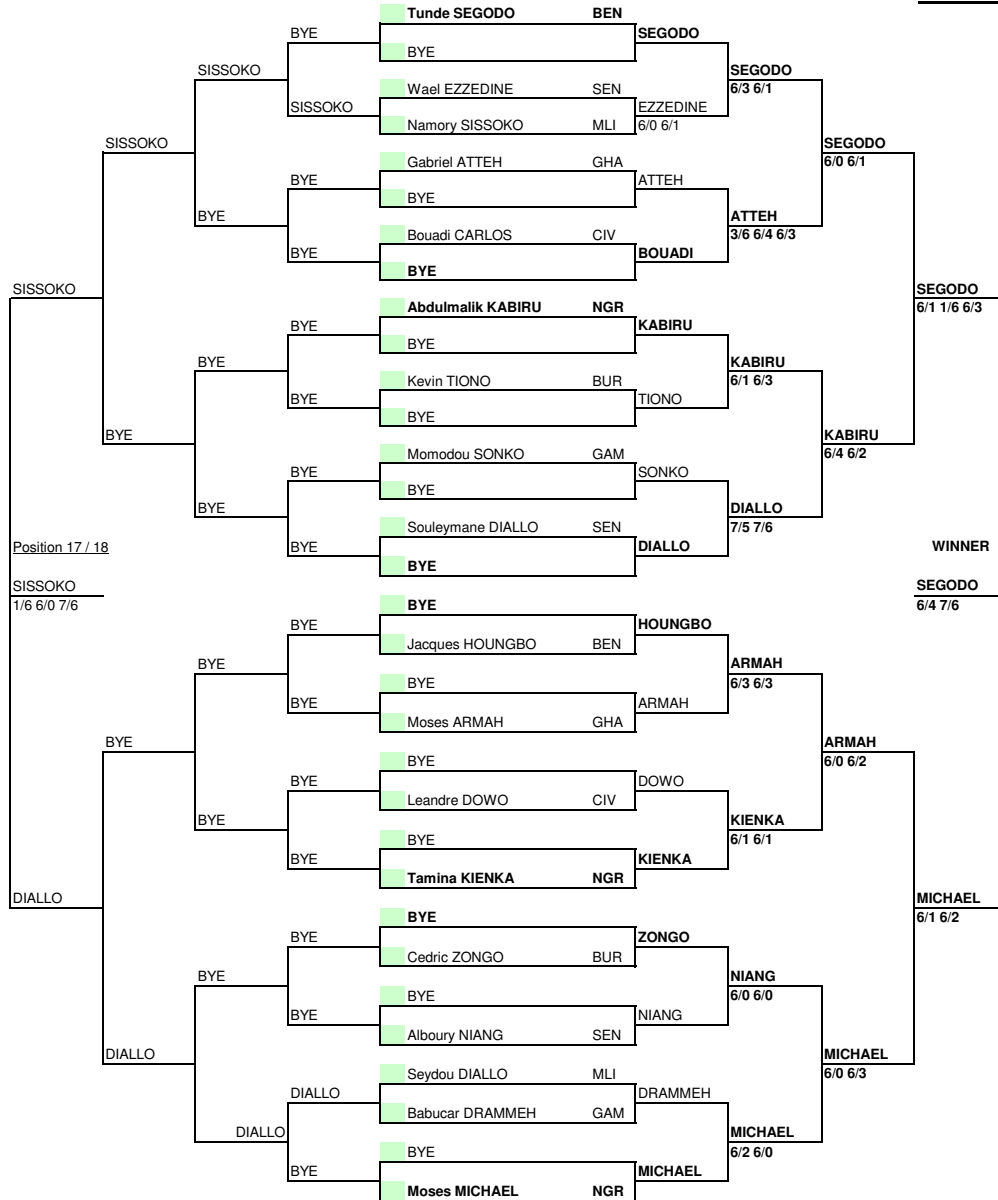 Tunde SEGODO BEN
BYE SEGODO
BYE
SISSOKO SEGODO
6/3 6/1
Wael EZZEDINE SEN
SISSOKO EZZEDINE
Namory SISSOKO MLI 6/0 6/1
SISSOKO SEGODO
6/0 6/1
Gabriel ATTEH GHA
BYE ATTEH
BYE
BYE ATTEH
3/6 6/4 6/3
Bouadi CARLOS CIV
BYE BOUADI
BYE
SISSOKO SEGODO
6/1 1/6 6/3
Abdulmalik KABIRU NGR
BYE KABIRU
BYE
BYE KABIRU
6/1 6/3
Kevin TIONO BUR
BYE TIONO
BYE
BYE KABIRU
6/4 6/2
Momodou SONKO GAM
BYE SONKO
BYE
BYE DIALLO
7/5 7/6
Souleymane DIALLO SEN
Position 17 / 18 BYE DIALLO WINNER
BYE
SISSOKO SEGODO
1/6 6/0 7/6 6/4 7/6
BYE
BYE HOUNGBO
Jacques HOUNGBO BEN
BYE ARMAH
6/3 6/3
BYE
BYE ARMAH
Moses ARMAH GHA
BYE ARMAH
6/0 6/2
BYE
BYE DOWO
Leandre DOWO CIV
BYE KIENKA
6/1 6/1
BYE
BYE KIENKA
Tamina KIENKA NGR
DIALLO MICHAEL
6/1 6/2
BYE
BYE ZONGO
Cedric ZONGO BUR
BYE NIANG
6/0 6/0
BYE
BYE NIANG
Alboury NIANG SEN
DIALLO MICHAEL
6/0 6/3
Seydou DIALLO MLI
DIALLO DRAMMEH
Babucar DRAMMEH GAM
DIALLO MICHAEL
6/2 6/0
BYE
BYE MICHAEL
Moses MICHAEL NGR